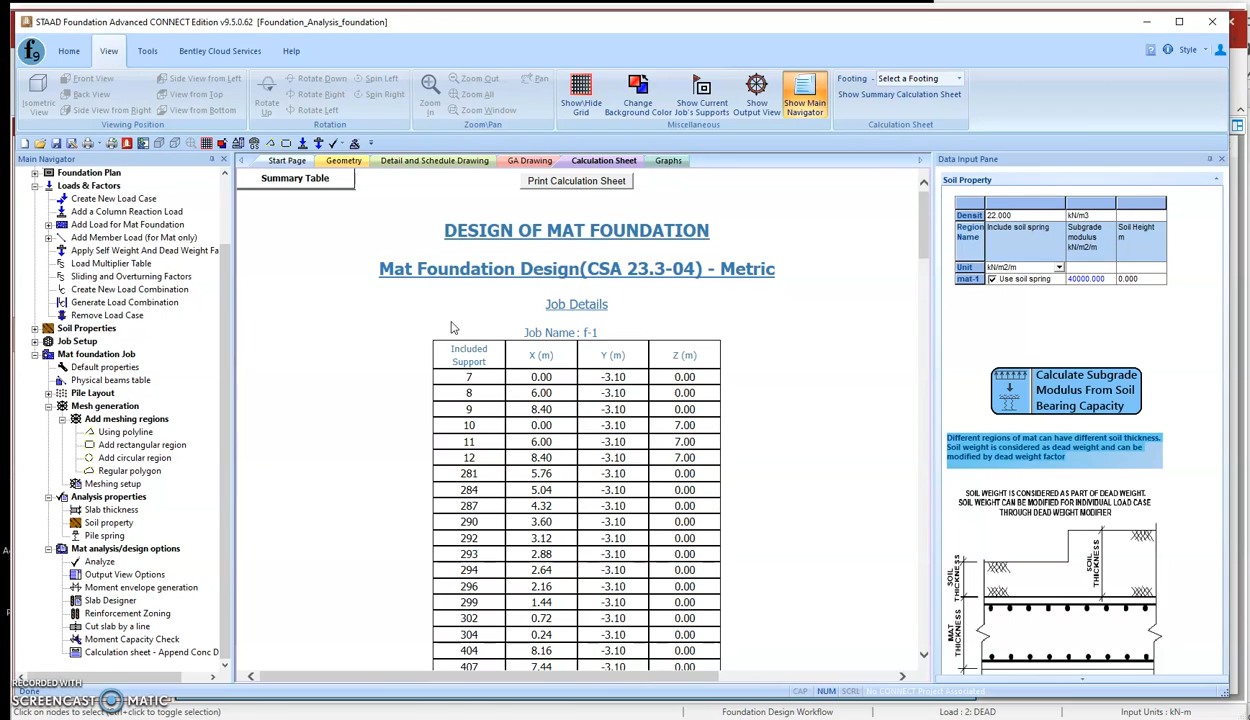 STAAD Foundation Advanced CONNECT Edition v9.5.0.62 [Foundation_Analysis_foundation]
Home View Tools Bentley Cloud Services Help Style
Isometric View
Front View Side View from Left
Back View View from Top
Side View from Right View from Bottom
Viewing Position
Rotate Up
Rotate Down Spin Left
Rotate Right Spin Right
Rotate Left
Rotation
Zoom In
Zoom Out Pan
Zoom All
Zoom Window
Zoom\Pan
Show\Hide Grid
Change Background Color
Show Current Job's Supports
Show Output View
Show Main Navigator
Miscellaneous
Footing - Select a Footing
Show Summary Calculation Sheet
Calculation Sheet
Main Navigator
Foundation Plan
Loads & Factors
Create New Load Case
Add a Column Reaction Load
Add Load for Mat Foundation
Add Member Load (for Mat only)
Apply Self Weight And Dead Weight Fa
Load Multiplier Table
Sliding and Overturning Factors
Create New Load Combination
Generate Load Combination
Remove Load Case
Soil Properties
Job Setup
Mat foundation Job
Default properties
Physical beams table
Pile Layout
Mesh generation
Add meshing regions
Using polyline
Add rectangular region
Add circular region
Regular polygon
Meshing setup
Analysis properties
Slab thickness
Soil property
Pile spring
Mat analysis/design options
Analyze
Output View Options
Moment envelope generation
Slab Designer
Reinforcement Zoning
Cut slab by a line
Moment Capacity Check
Calculation sheet - Append Conc D
Start Page Geometry Detail and Schedule Drawing GA Drawing Calculation Sheet Graphs
Summary Table
Print Calculation Sheet
DESIGN OF MAT FOUNDATION
Mat Foundation Design(CSA 23.3-04) - Metric
Job Details
Job Name : f-1
Included Support X (m) Y (m) Z (m)
7 0.00 -3.10 0.00
8 6.00 -3.10 0.00
9 8.40 -3.10 0.00
10 0.00 -3.10 7.00
11 6.00 -3.10 7.00
12 8.40 -3.10 7.00
281 5.76 -3.10 0.00
284 5.04 -3.10 0.00
287 4.32 -3.10 0.00
290 3.60 -3.10 0.00
292 3.12 -3.10 0.00
293 2.88 -3.10 0.00
294 2.64 -3.10 0.00
296 2.16 -3.10 0.00
299 1.44 -3.10 0.00
302 0.72 -3.10 0.00
304 0.24 -3.10 0.00
404 8.16 -3.10 0.00
407 7.44 -3.10 0.00
Data Input Pane
Soil Property
Densit 22.000 kN/m3
Region Name Include soil spring Subgrade modulus kN/m2/m Soil Height m
Unit kN/m2/m
mat-1 Use soil spring 40000.000 0.000
Calculate Subgrade
Modulus From Soil
Bearing Capacity
Different regions of mat can have different soil thickness.
Soil weight is considered as dead weight and can be
modified by dead weight factor
SOIL WEIGHT IS CONSIDERED AS PART OF DEAD WEIGHT.
SOIL WEIGHT CAN BE MODIFIED FOR INDIVIDUAL LOAD CASE
THROUGH DEAD WEIGHT MODIFIER
SOIL THICKNESS
SOIL THICKNESS
MAT THICKNESS
RECORDED WITH
SCREENCAST MATIC
Done CAP NUM SCRL No CONNECT Project Associated
Click on nodes to select (Ctrl+click to toggle selection) Foundation Design Workflow Load : 2: DEAD Input Units : kN-m